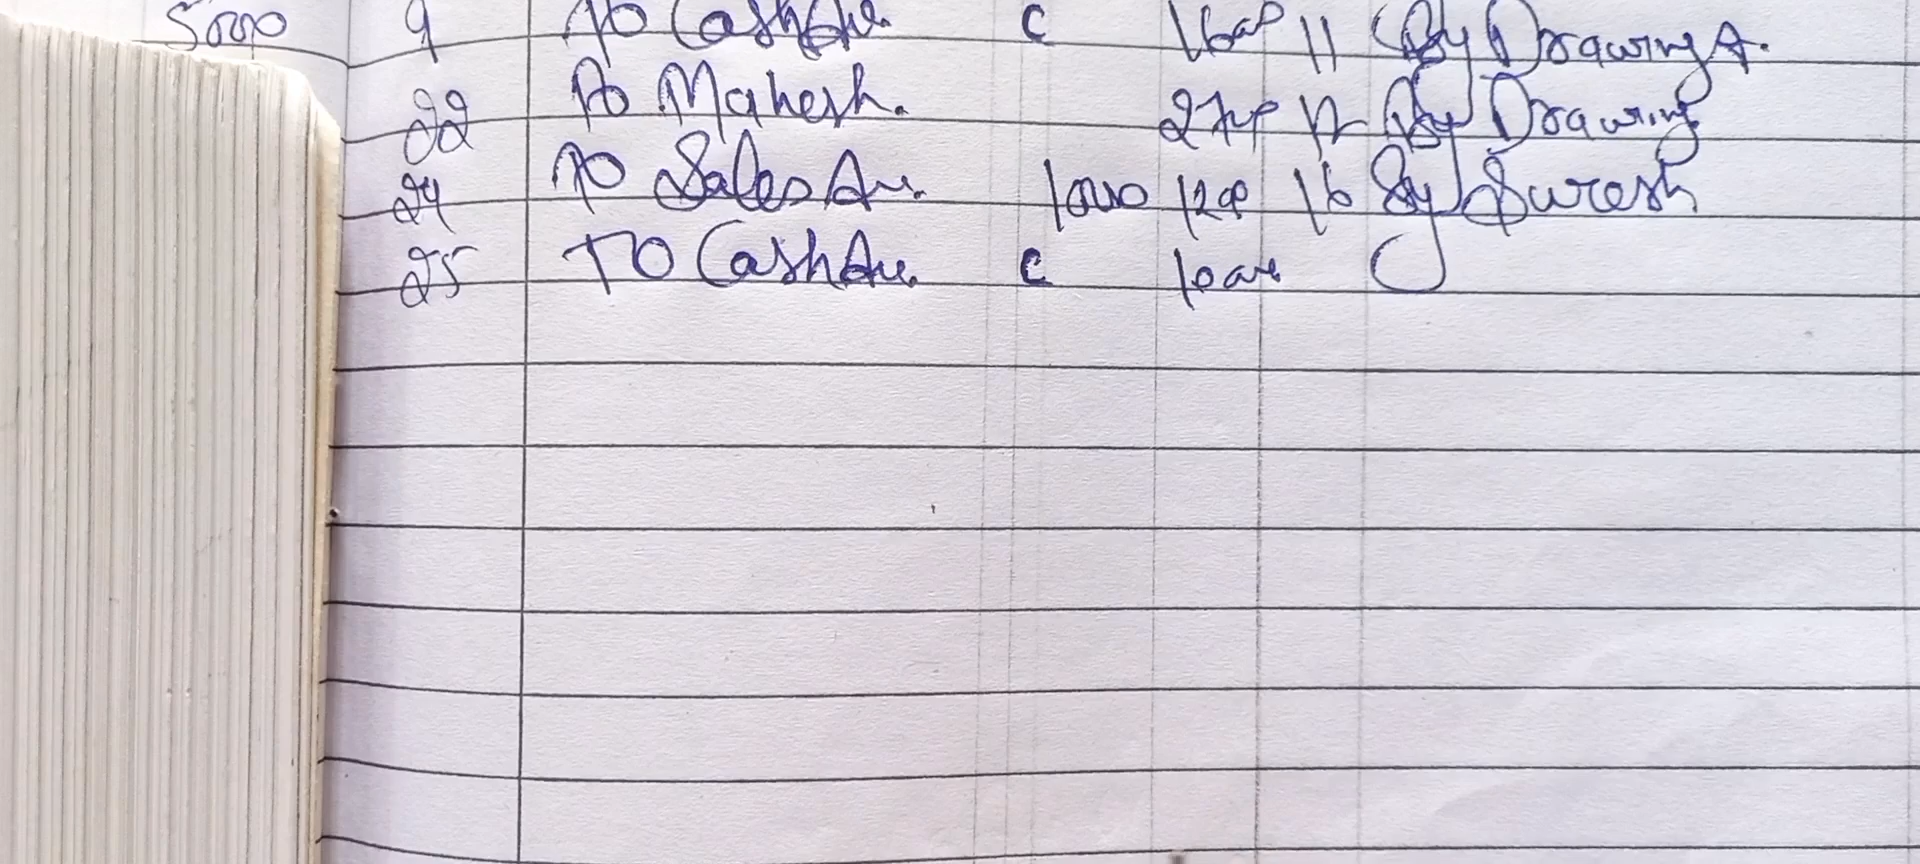 5000 9 To Cash A/c. C 1600 11 By Drawing A.
22 To Mahesh. 2700 12 By Drawing
24 To Sales A/c. 1000 1200 16 By Suresh
25 TO Cash A/c. C 1000